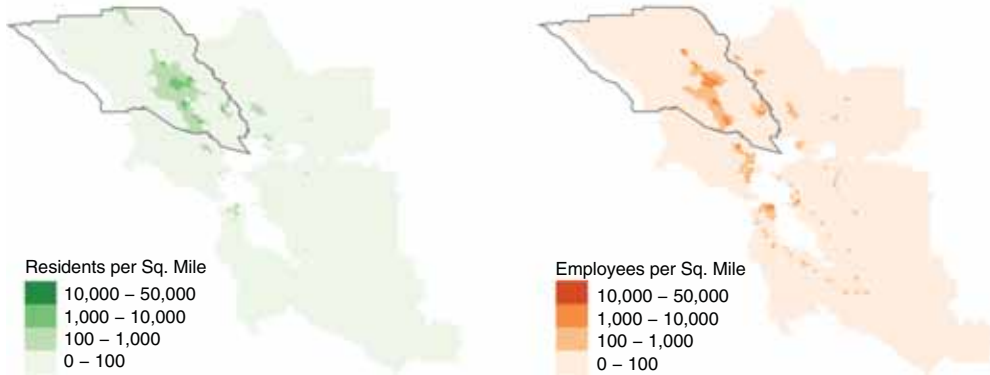 Residents per Sq. Mile
10,000 – 50,000
1,000 – 10,000
100 – 1,000
0 – 100
Employees per Sq. Mile
10,000 – 50,000
1,000 – 10,000
100 – 1,000
0 – 100